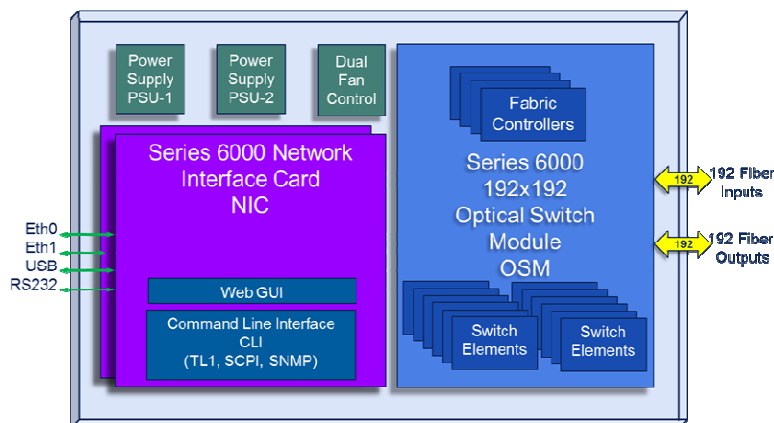 Power
Supply
PSU-1
Power
Supply
PSU-2
Dual
Fan
Control
Series 6000 Network
Interface Card
NIC
Eth0
Eth1
USB
RS232
Web GUI
Command Line Interface
CLI
(TL1, SCPI, SNMP)
Fabric
Controllers
Series 6000
192x192
Optical Switch
Module
OSM
Switch
Elements
Switch
Elements
192
192 Fiber
Inputs
192
192 Fiber
Outputs